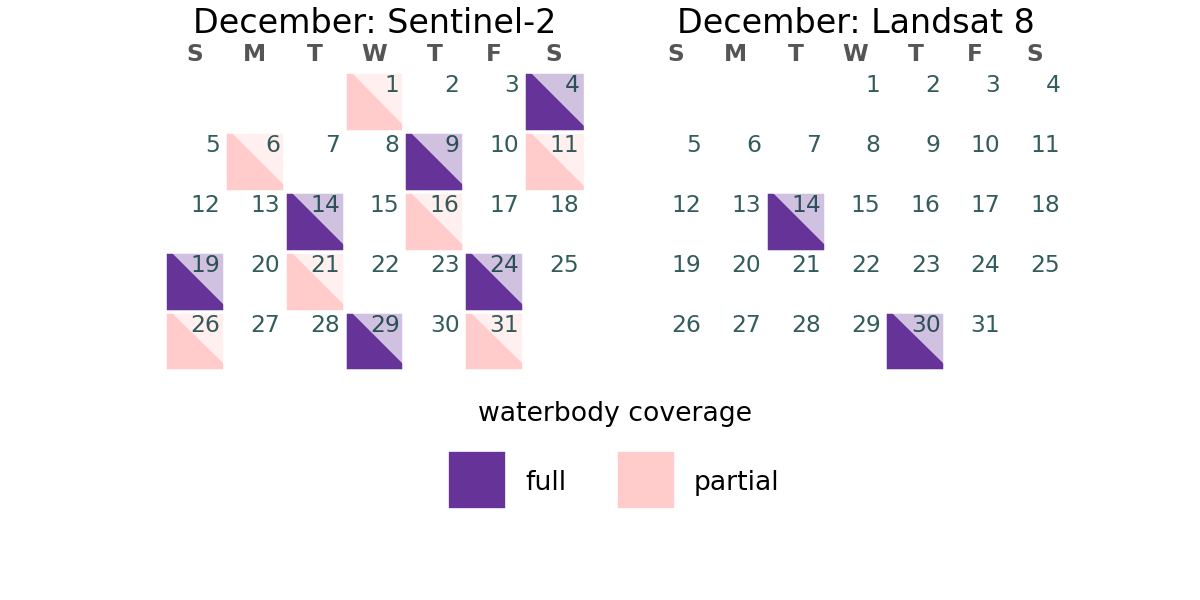 December: Sentinel-2
S M T W T F S
1 2 3 4
5 6 7 8 9 10 11
12 13 14 15 16 17 18
19 20 21 22 23 24 25
26 27 28 29 30 31
December: Landsat 8
S M T W T F S
1 2 3 4
5 6 7 8 9 10 11
12 13 14 15 16 17 18
19 20 21 22 23 24 25
26 27 28 29 30 31
waterbody coverage
full
partial